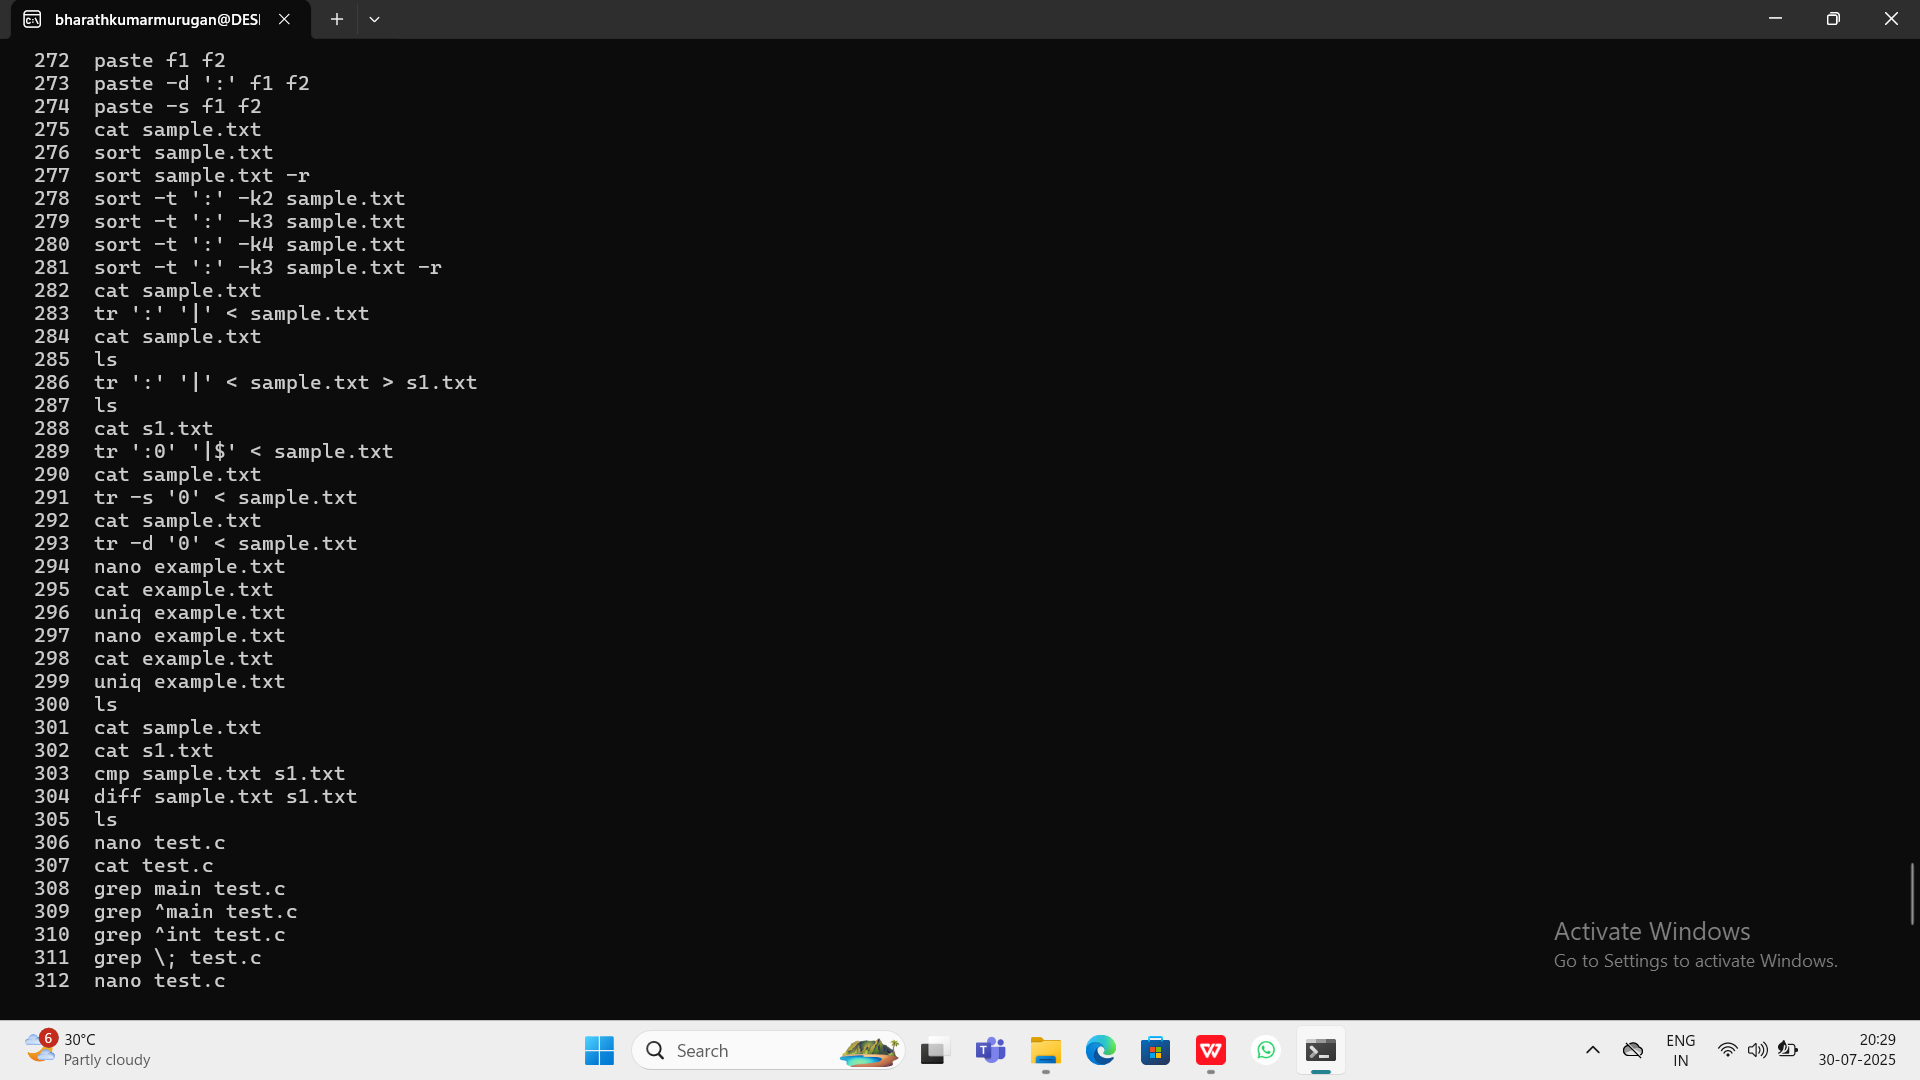 bharathkumarmurugan@DESI
272 paste f1 f2
273 paste -d ':' f1 f2
274 paste -s f1 f2
275 cat sample.txt
276 sort sample.txt
277 sort sample.txt -r
278 sort -t ':' -k2 sample.txt
279 sort -t ':' -k3 sample.txt
280 sort -t ':' -k4 sample.txt
281 sort -t ':' -k3 sample.txt -r
282 cat sample.txt
283 tr ':' '|' < sample.txt
284 cat sample.txt
285 ls
286 tr ':' '|' < sample.txt > s1.txt
287 ls
288 cat s1.txt
289 tr ':0' '|$' < sample.txt
290 cat sample.txt
291 tr -s '0' < sample.txt
292 cat sample.txt
293 tr -d '0' < sample.txt
294 nano example.txt
295 cat example.txt
296 uniq example.txt
297 nano example.txt
298 cat example.txt
299 uniq example.txt
300 ls
301 cat sample.txt
302 cat s1.txt
303 cmp sample.txt s1.txt
304 diff sample.txt s1.txt
305 ls
306 nano test.c
307 cat test.c
308 grep main test.c
309 grep ^main test.c
310 grep ^int test.c
311 grep \; test.c
312 nano test.c
Activate Windows
Go to Settings to activate Windows.
6
30°C
Partly cloudy
Search
ENG
IN
20:29
30-07-2025